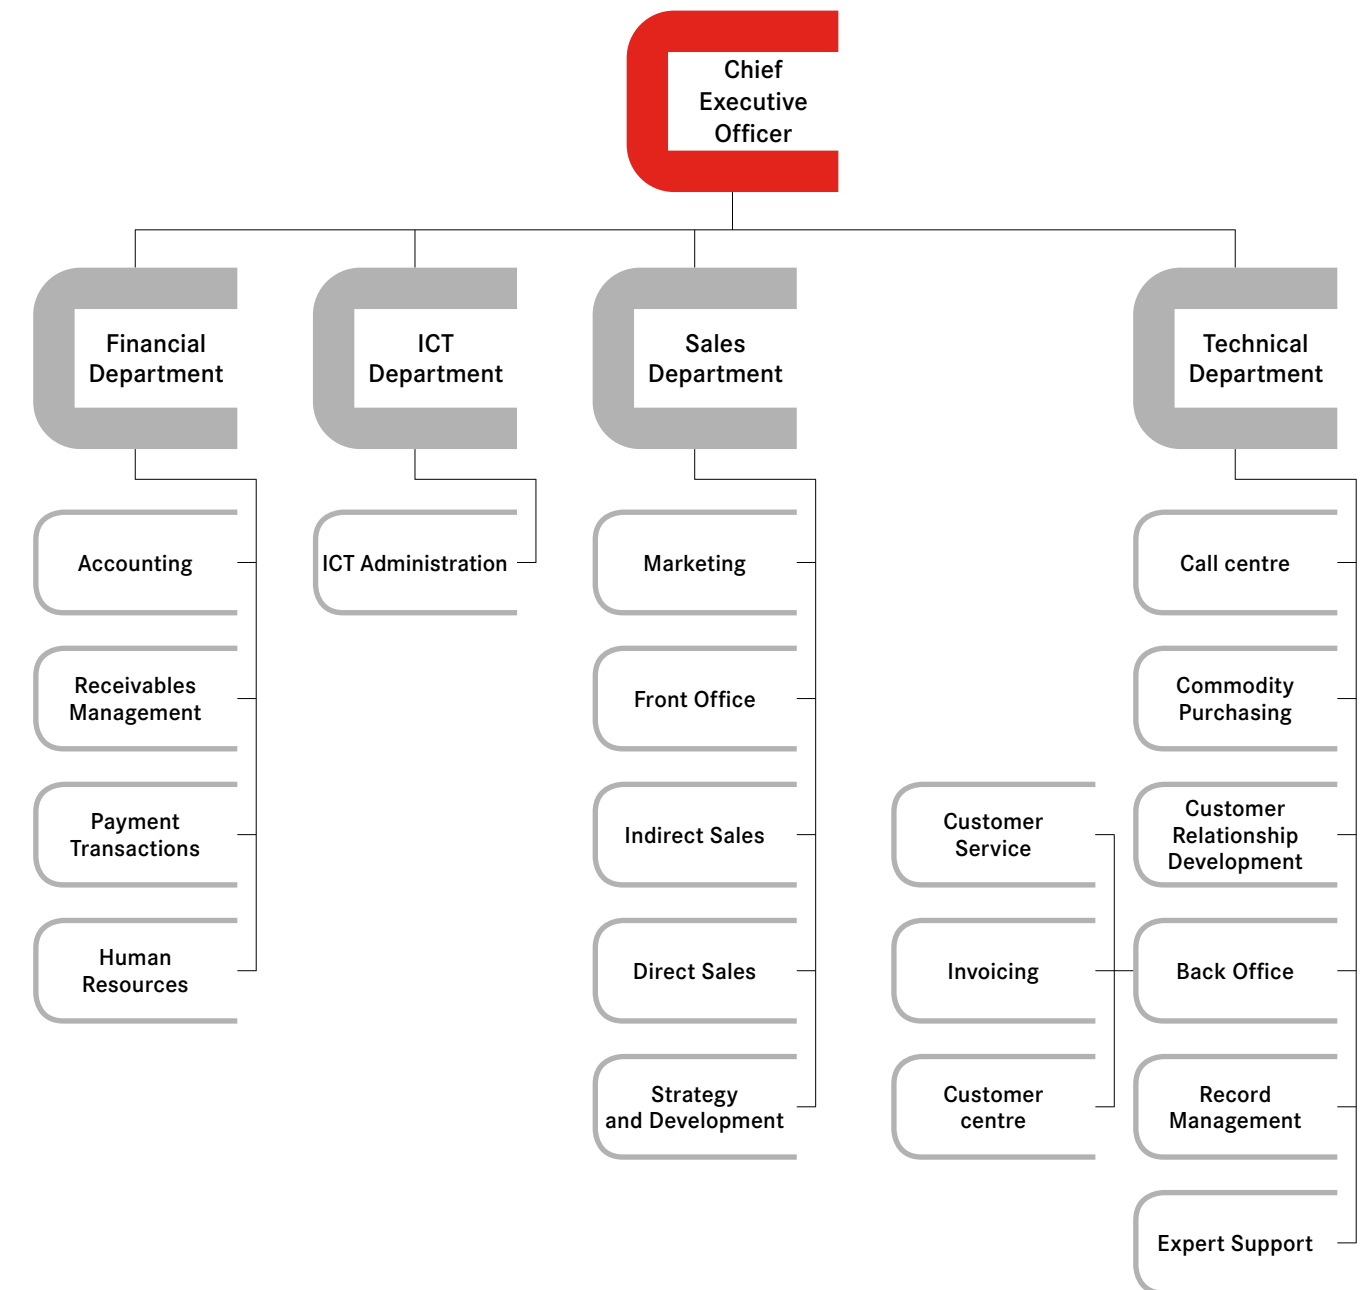 Chief
Executive
Officer
Financial
Department
ICT
Department
Sales
Department
Technical
Department
Accounting
Receivables
Management
Payment
Transactions
Human
Resources
ICT Administration
Marketing
Front Office
Indirect Sales
Direct Sales
Strategy
and Development
Customer
Service
Invoicing
Customer
centre
Call centre
Commodity
Purchasing
Customer
Relationship
Development
Back Office
Record
Management
Expert Support